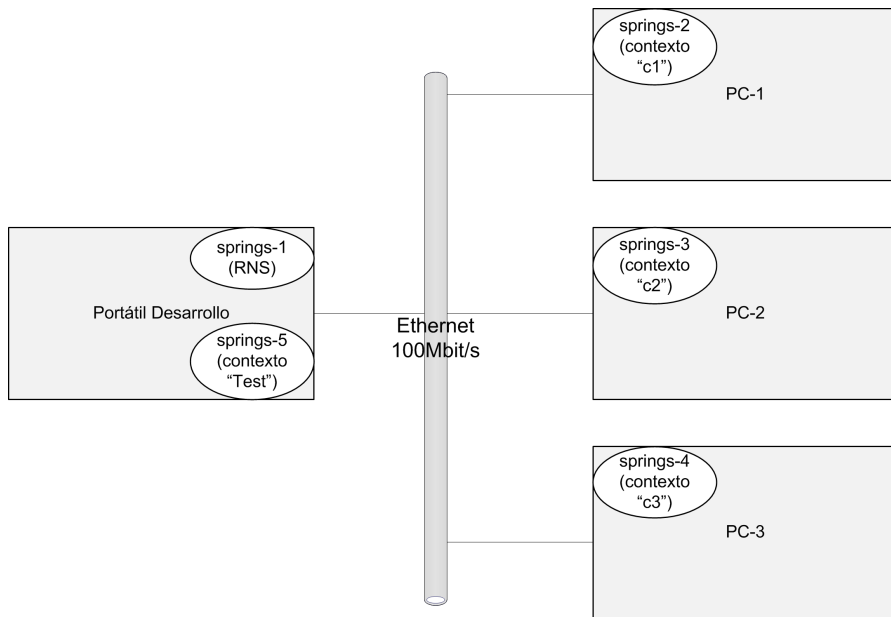 springs-1
(RNS)
Portátil Desarrollo
springs-5
(contexto
“Test”)
Ethernet
100Mbit/s
springs-2
(contexto
“c1”)
PC-1
springs-3
(contexto
“c2”)
PC-2
springs-4
(contexto
“c3”)
PC-3